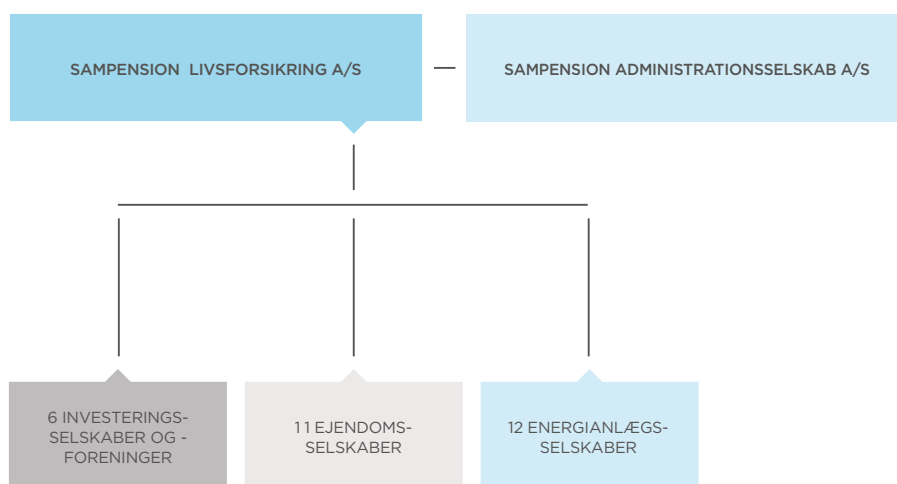 SAMPENSION LIVSFORSIKRING A/S
SAMPENSION ADMINISTRATIONSSELSKAB A/S
6 INVESTERINGS-
SELSKABER OG -
FORENINGER
11 EJENDOMS-
SELSKABER
12 ENERGIANLÆGS-
SELSKABER